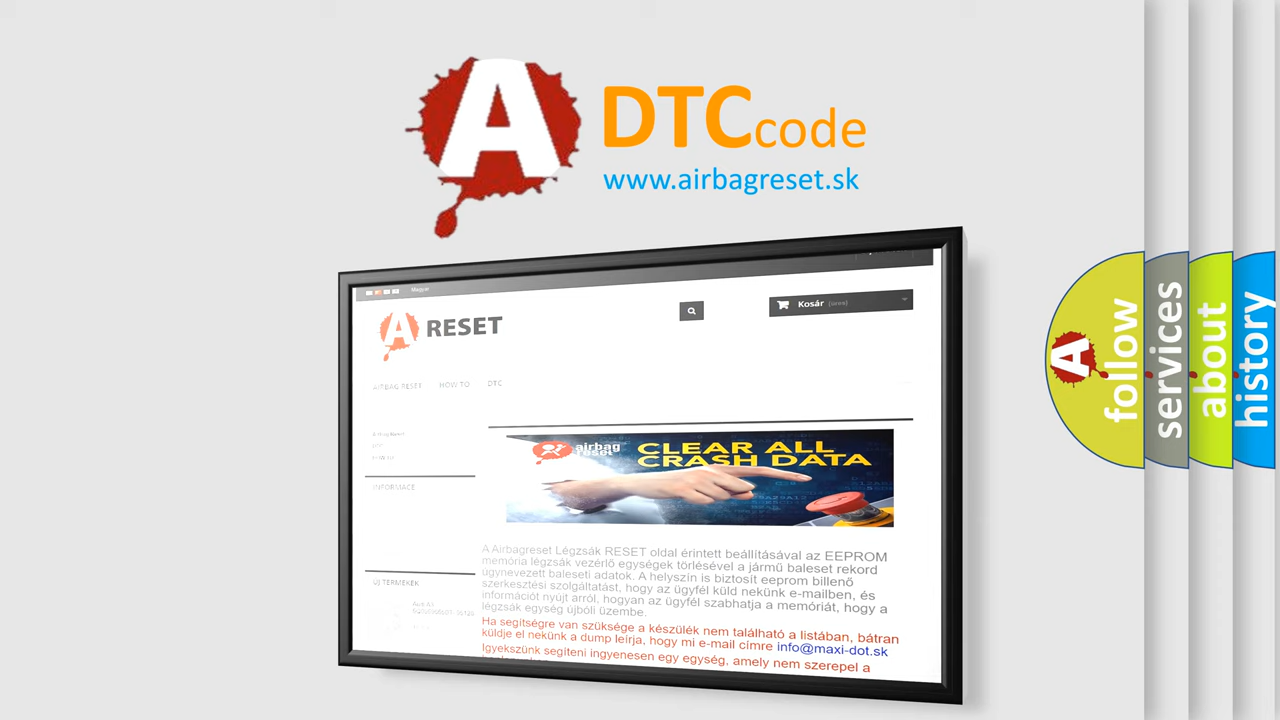 A
DTC code
www.airbagreset.sk
Magyar
A RESET
Kosár
AIRBAG RESET HOW TO DTC
INFORMACE
airbag
reset
CLEAR ALL
CRASH DATA
A Airbagreset Légzsák RESET oldal érintett beállításával az EEPROM
memória légzsák vezérlő egységek törlésével a jármű baleset rekord
úgynevezett baleseti adatok. A helyszín is biztosít eeprom billenő
szerkesztési szolgáltatást, hogy az ügyfél küld nekünk e-mailben, és
információt nyújt arról, hogyan az ügyfél szabhatja a memóriát, hogy a
légzsák egység újbóli üzembe.
Ha segítségre van szüksége a készülék nem található a listában, bátran
küldje el nekünk a dump leírja, hogy mi e-mail címre info@maxi-dot.sk
Igyekszünk segíteni ingyenesen egy egység, amely nem szerepel a
ÚJ TERMÉKEK
A
follow
services
about
history